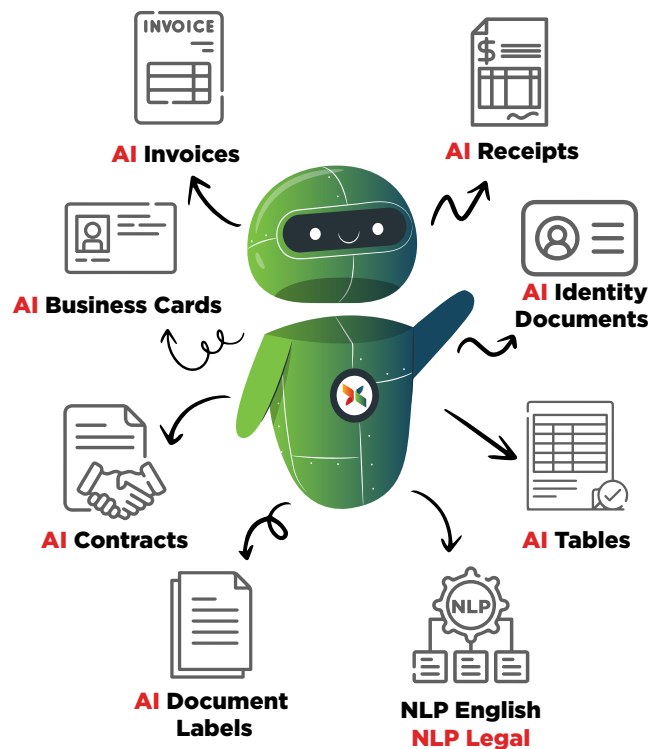 INVOICE
$
AI Invoices
AI Receipts
AI Business Cards
AI Identity
Documents
AI Contracts
AI Tables
NLP
AI Document
Labels
NLP English
NLP Legal